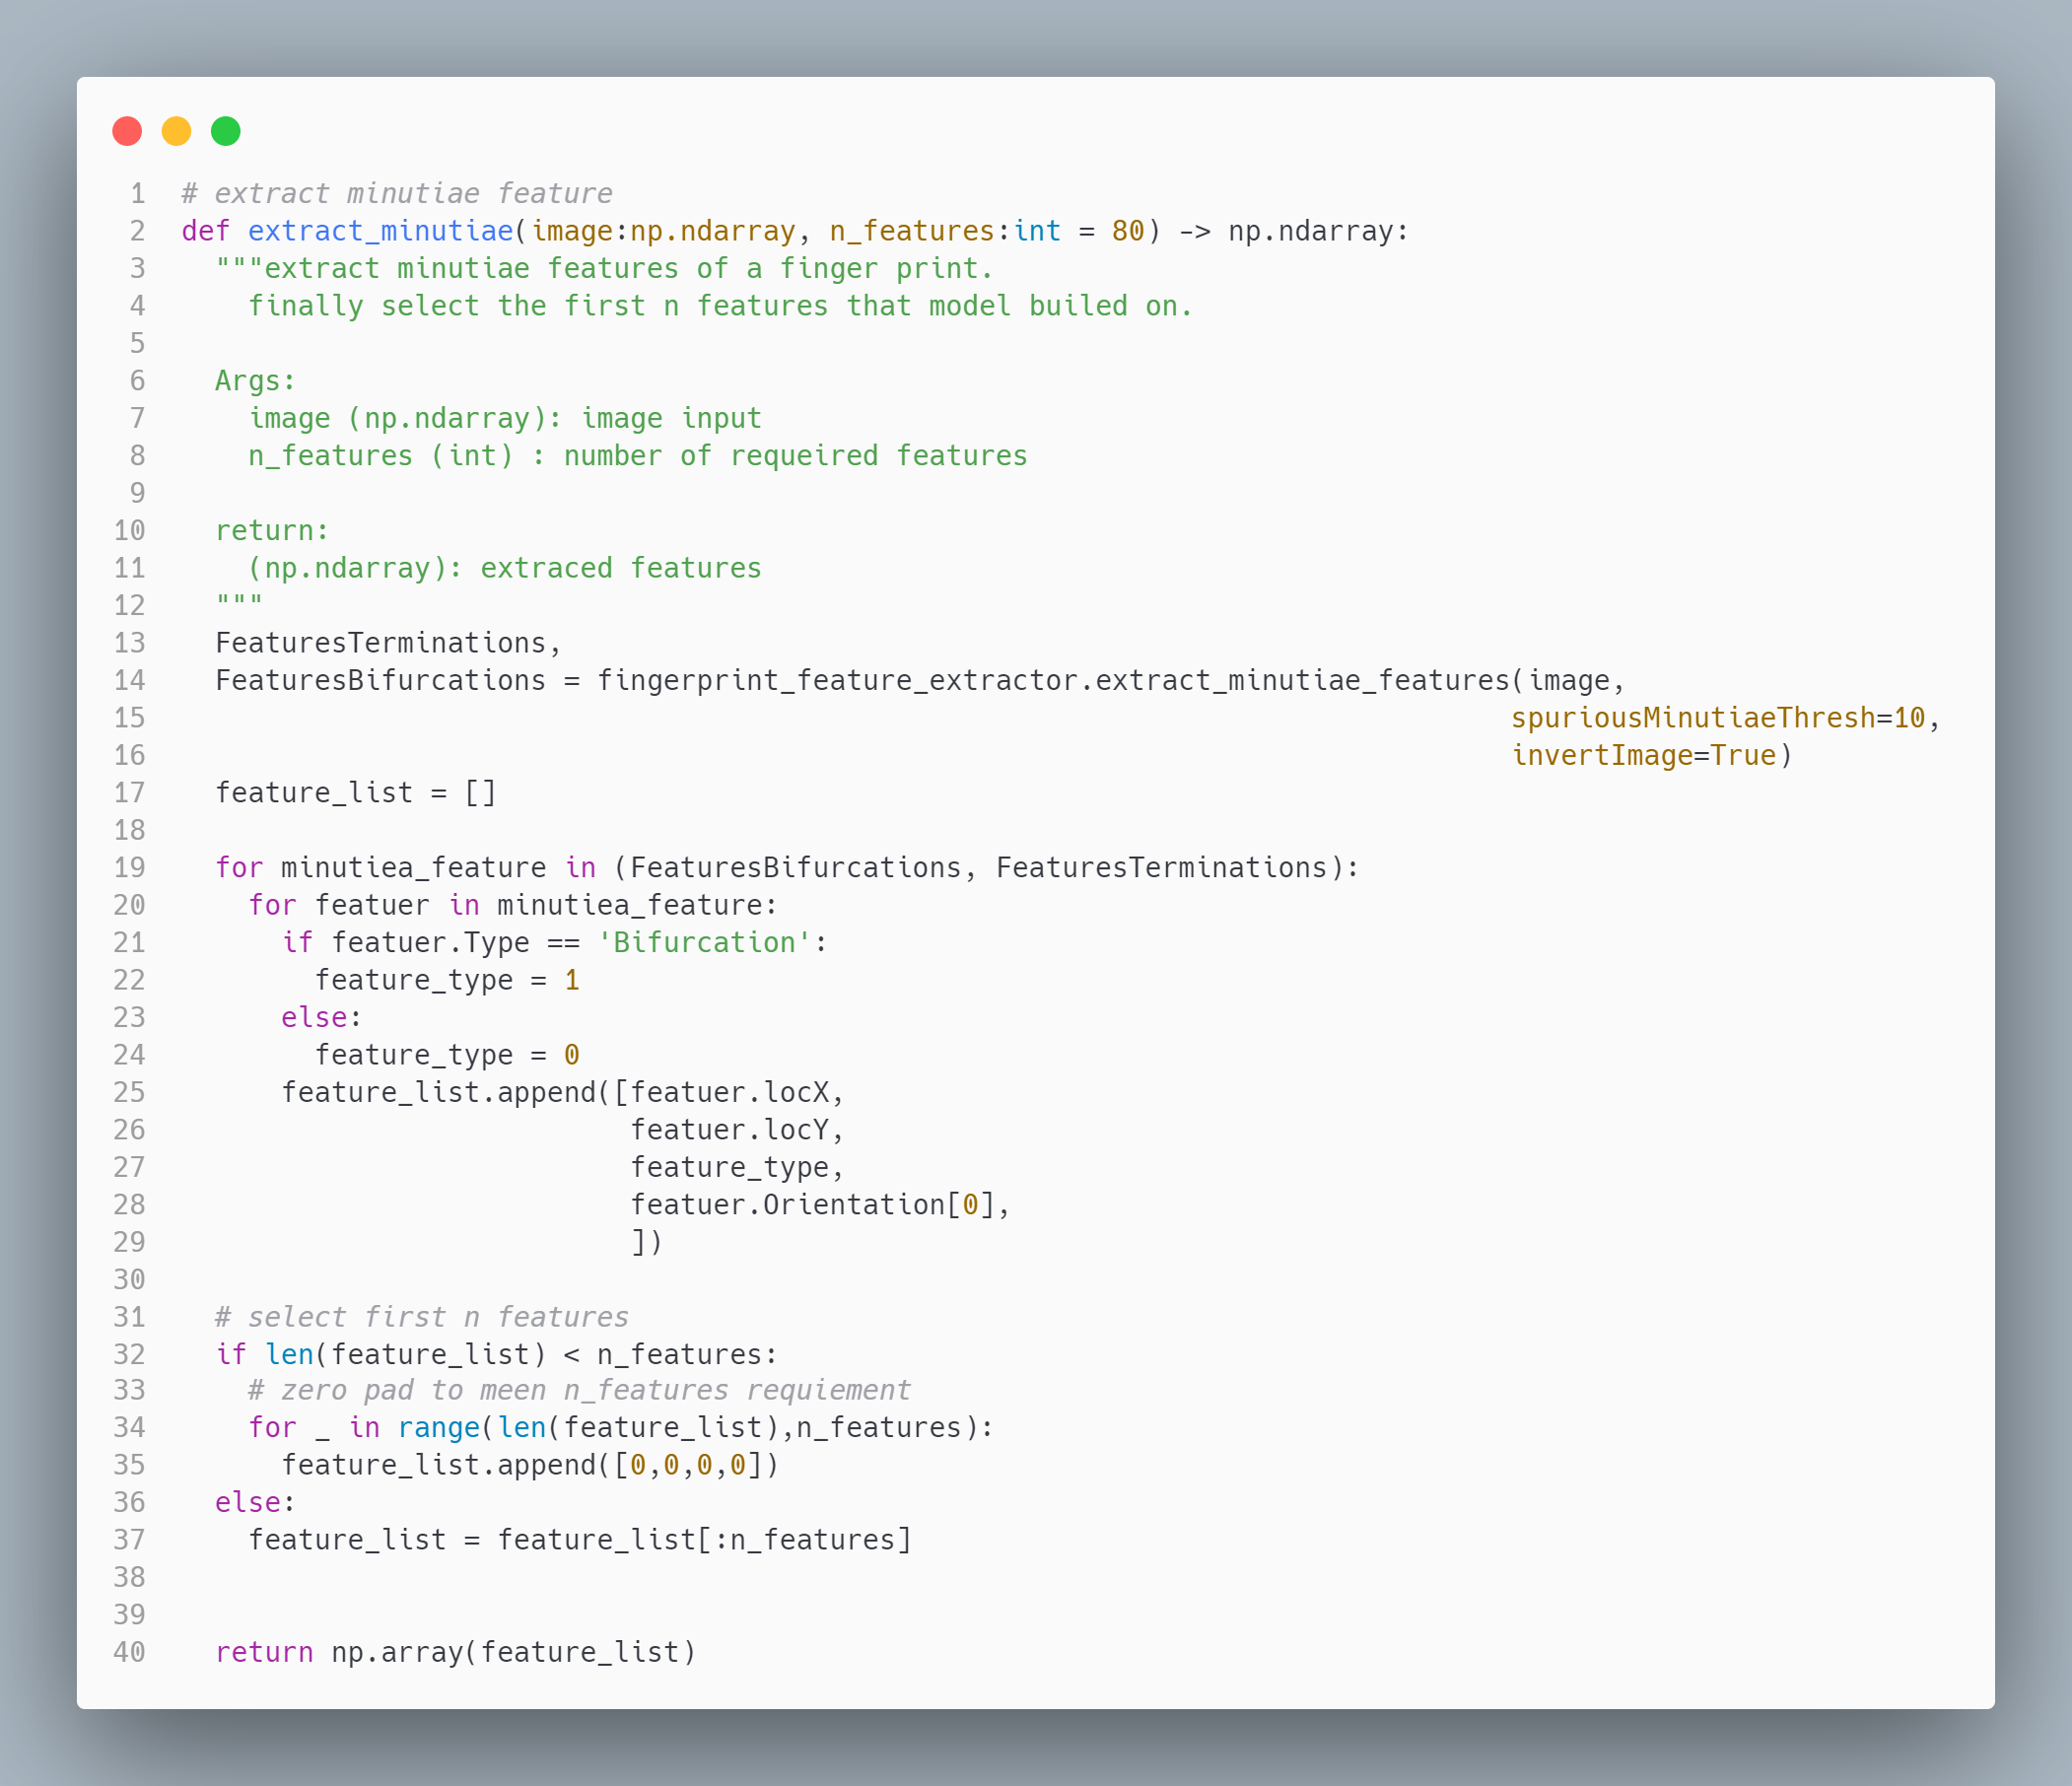 1 # extract minutiae feature
2 def extract_minutiae(image:np.ndarray, n_features:int = 80) -> np.ndarray:
3   """extract minutiae features of a finger print.
4     finally select the first n features that model builed on.
5
6   Args:
7     image (np.ndarray): image input
8     n_features (int) : number of requeired features
9
10   return:
11     (np.ndarray): extraced features
12   """
13   FeaturesTerminations,
14   FeaturesBifurcations = fingerprint_feature_extractor.extract_minutiae_features(image,
15                                                                                 spuriousMinutiaeThresh=10,
16                                                                                 invertImage=True)
17   feature_list = []
18
19   for minutiea_feature in (FeaturesBifurcations, FeaturesTerminations):
20     for featuer in minutiea_feature:
21       if featuer.Type == 'Bifurcation':
22         feature_type = 1
23       else:
24         feature_type = 0
25       feature_list.append([featuer.locX,
26                            featuer.locY,
27                            feature_type,
28                            featuer.Orientation[0],
29                            ])
30
31   # select first n features
32   if len(feature_list) < n_features:
33     # zero pad to meen n_features requiement
34     for _ in range(len(feature_list),n_features):
35       feature_list.append([0,0,0,0])
36   else:
37     feature_list = feature_list[:n_features]
38
39
40   return np.array(feature_list)